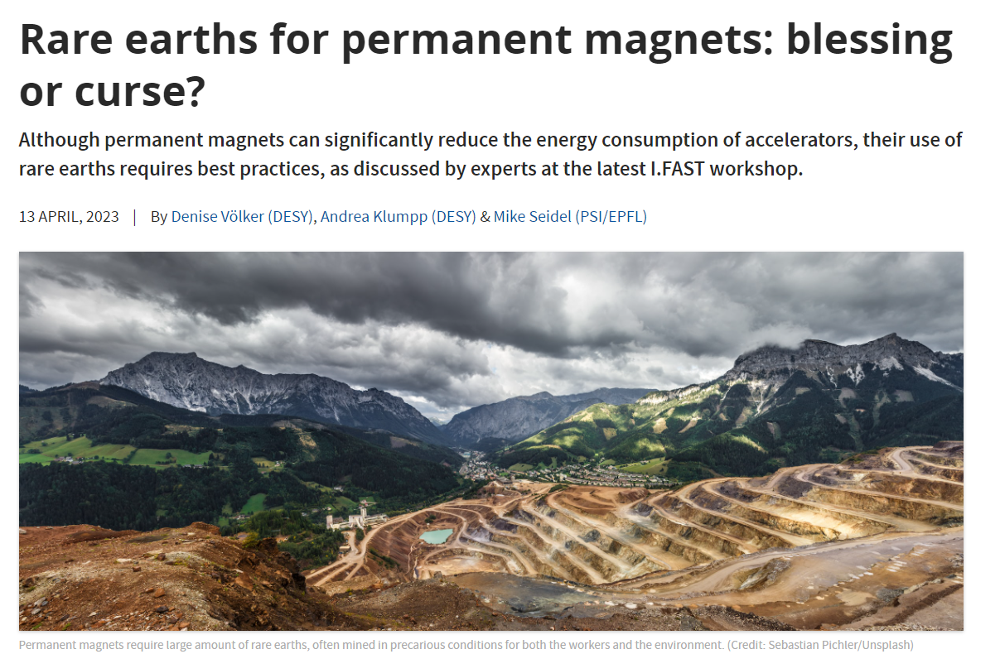 Rare earths for permanent magnets: blessing
or curse?
Although permanent magnets can significantly reduce the energy consumption of accelerators, their use of
rare earths requires best practices, as discussed by experts at the latest I.FAST workshop.
13 APRIL, 2023 | By Denise Völker (DESY), Andrea Klumpp (DESY) & Mike Seidel (PSI/EPFL)
Permanent magnets require large amount of rare earths, often mined in precarious conditions for both the workers and the environment. (Credit: Sebastian Pichler/Unsplash)